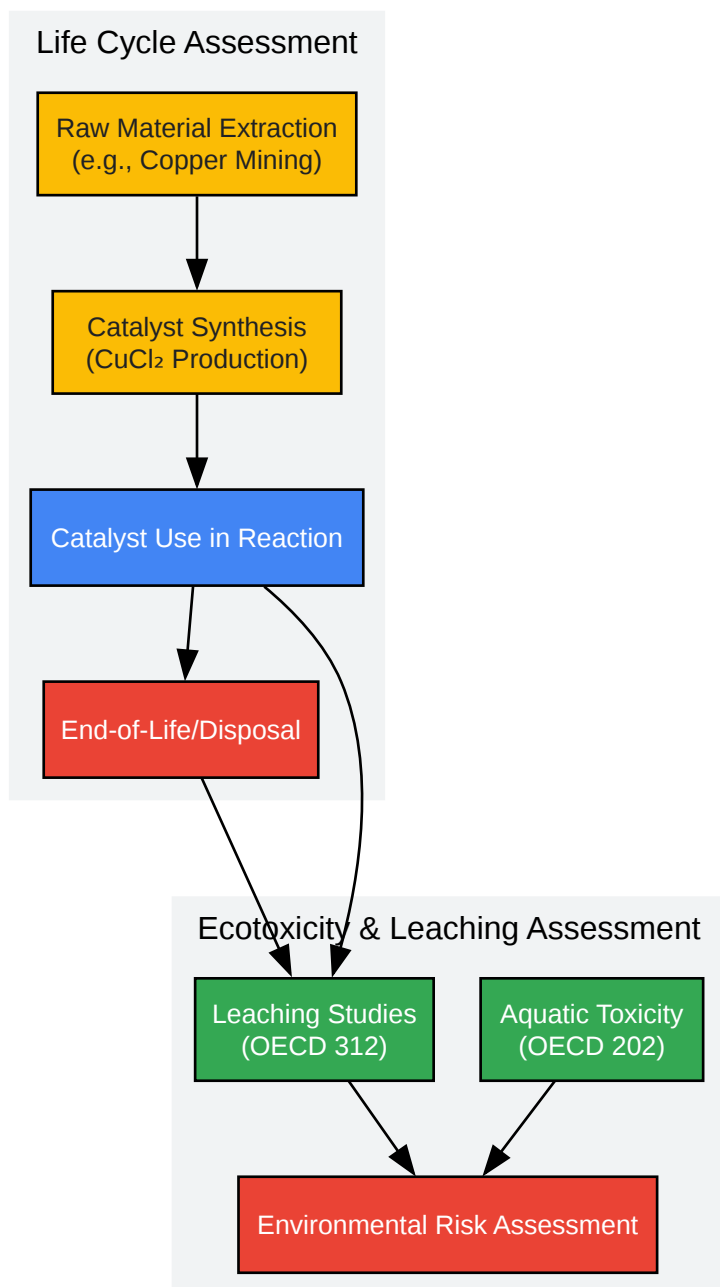 Life Cycle Assessment
Raw Material Extraction
(e.g., Copper Mining)
Catalyst Synthesis
(CuCl₂ Production)
Catalyst Use in Reaction
End-of-Life/Disposal
Ecotoxicity & Leaching Assessment
Leaching Studies
(OECD 312)
Aquatic Toxicity
(OECD 202)
Environmental Risk Assessment